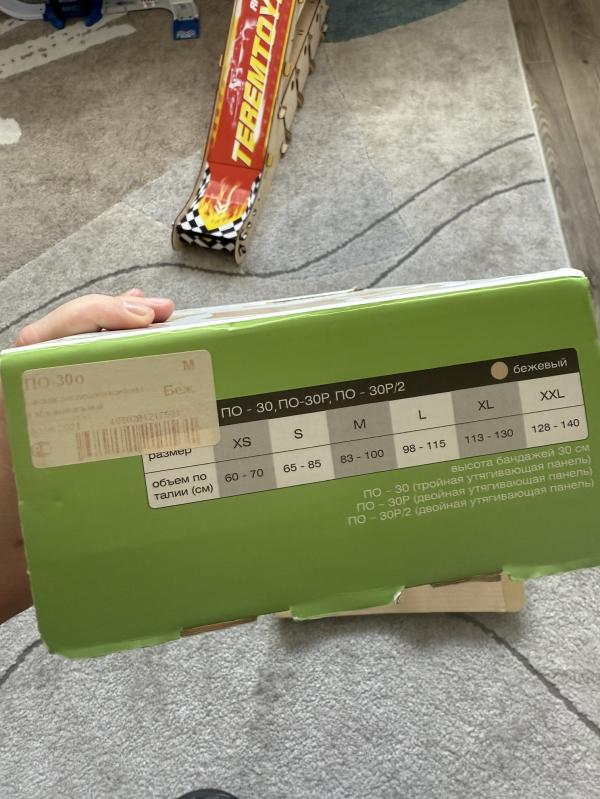 TEREMTOY
ПО-30о
М
Беж.
ПО - 30, ПО-30Р, ПО - 30Р/2
бежевый
размер
XS
S
M
L
XL
XXL
объем по
талии (см)
60 - 70
65 - 85
83 - 100
98 - 115
113 - 130
128 - 140
высота бандажей 30 см
ПО - 30 (тройная утягивающая панель)
ПО - 30Р (двойная утягивающая панель)
ПО - 30Р/2 (двойная утягивающая панель)